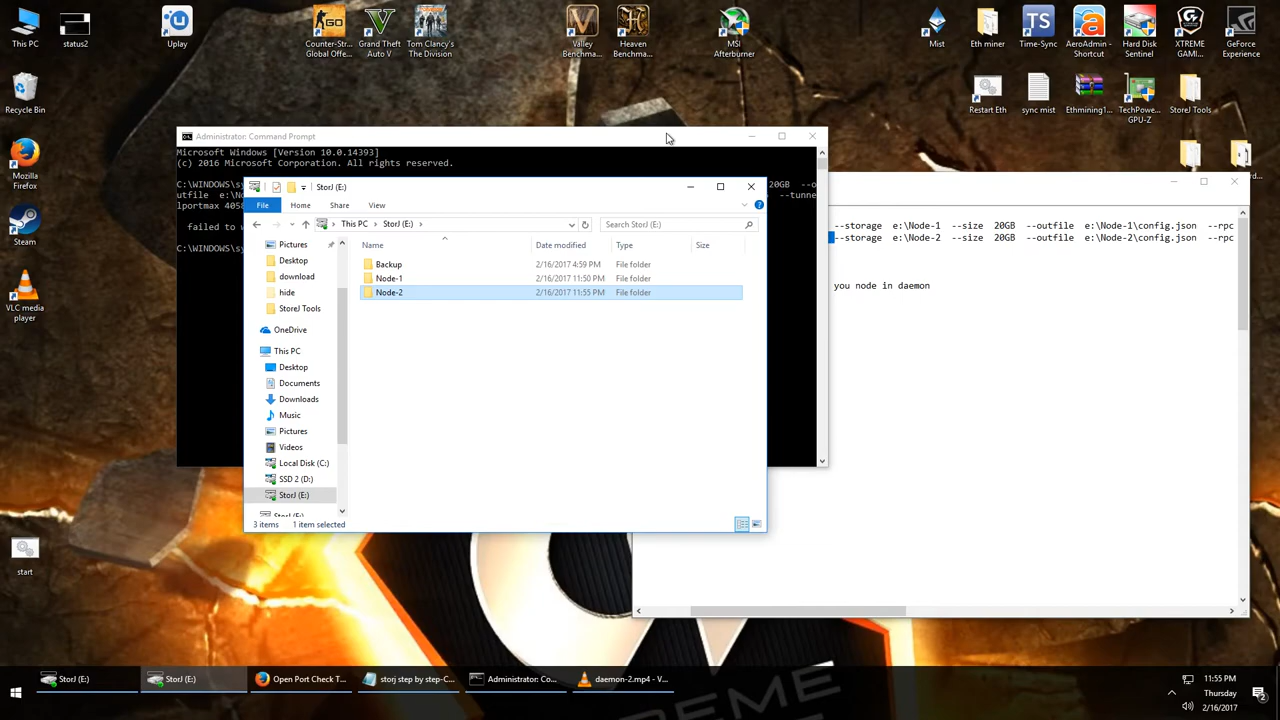 This PC
status2
Uplay
Counter-Str...
Global Offe...
Grand Theft
Auto V
Tom Clancy's
The Division
Valley
Benchma...
Heaven
Benchma...
MSI
Afterburner
Mist
Eth miner
Time-Sync
AeroAdmin -
Shortcut
Hard Disk
Sentinel
XTREME
GAMI...
GeForce
Experience
Recycle Bin
Restart Eth
sync mist
Ethmining1...
TechPowe...
GPU-Z
StoreJ Tools
Mozilla
Firefox
Steam
VLC media
player
start
Administrator: Command Prompt
Microsoft Windows [Version 10.0.14393]
(c) 2016 Microsoft Corporation. All rights reserved.
20GB --o
--tunne
failed to
StorJ (E:)
File
Home
Share
View
This PC
StorJ (E:)
Search StorJ (E:)
Name
Date modified
Type
Size
Backup
2/16/2017 4:59 PM
File folder
Node-1
2/16/2017 11:50 PM
File folder
Node-2
2/16/2017 11:55 PM
File folder
Pictures
Desktop
download
hide
StoreJ Tools
OneDrive
This PC
Desktop
Documents
Downloads
Music
Pictures
Videos
Local Disk (C:)
SSD 2 (D:)
StorJ (E:)
3 items
1 item selected
--storage e:\Node-1 --size 20GB --outfile e:\Node-1\config.json --rpc
--storage e:\Node-2 --size 20GB --outfile e:\Node-2\config.json --rpc
you node in daemon
StorJ (E:)
StorJ (E:)
Open Port Check T...
storj step by step-C...
Administrator: Co...
daemon-2.mp4 - V...
11:55 PM
Thursday
2/16/2017
2